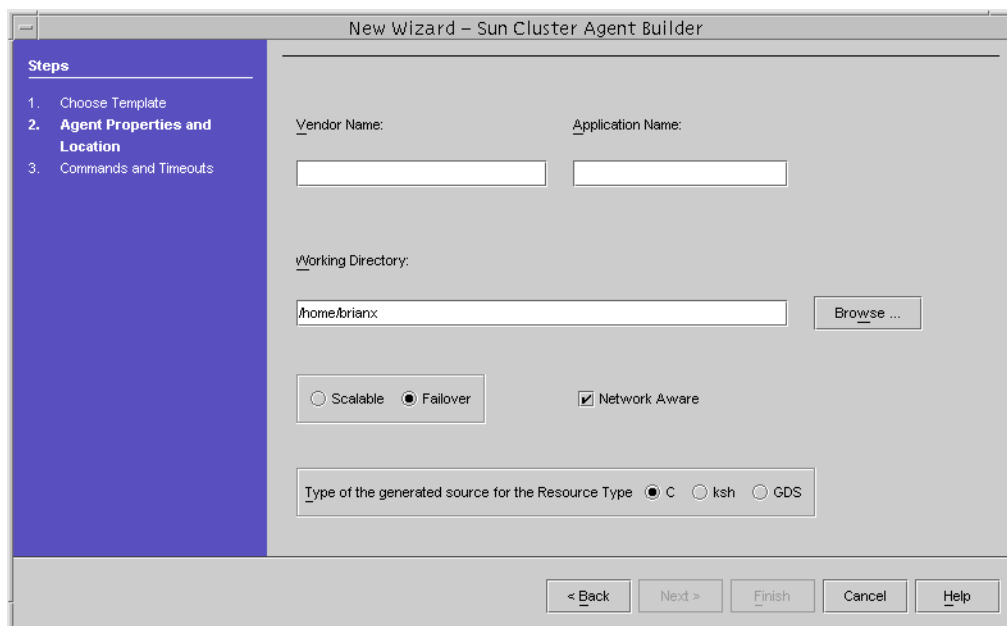 New Wizard – Sun Cluster Agent Builder
Steps
1. Choose Template
2. Agent Properties and
Location
3. Commands and Timeouts
Vendor Name: Application Name:
Working Directory:
/home/brianx Browse ...
Scalable Failover Network Aware
Type of the generated source for the Resource Type C ksh GDS
< Back Next > Finish Cancel Help